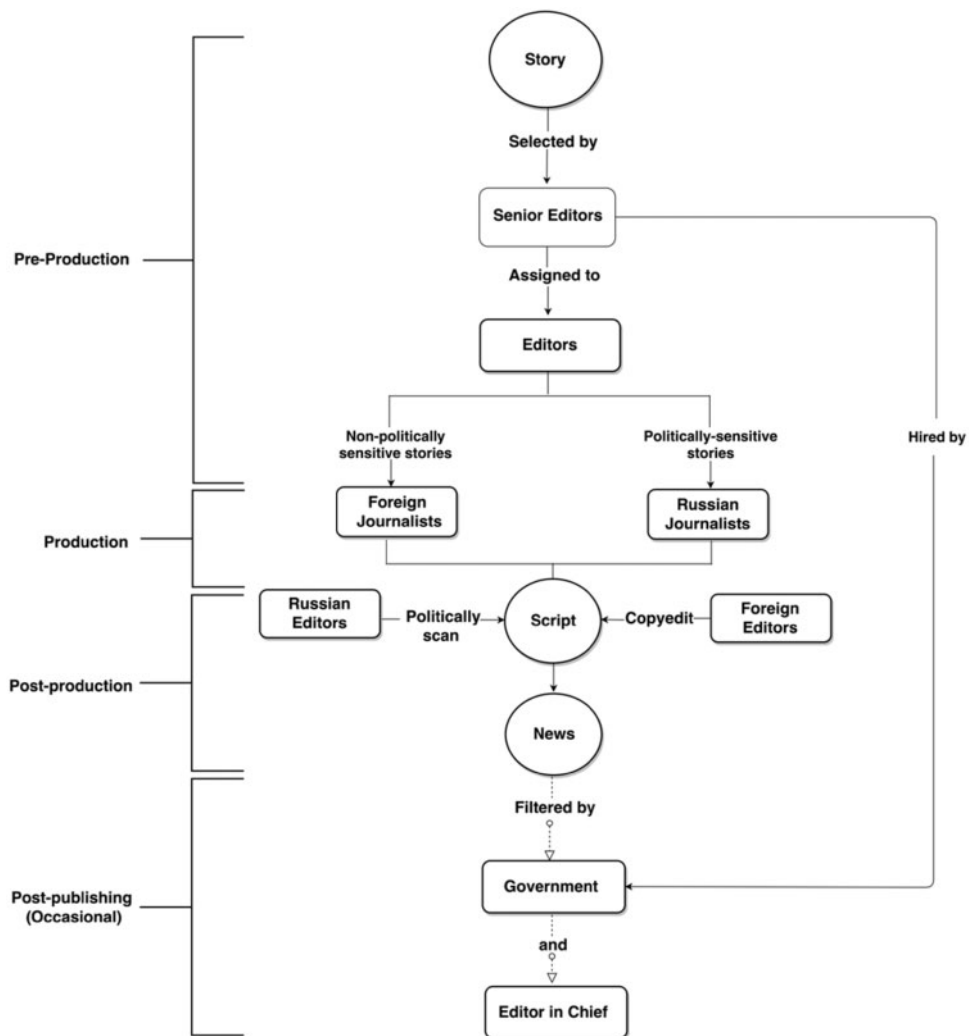 Story
Selected by
Senior Editors
Pre-Production
Assigned to
Editors
Non-politically
sensitive stories
Politically-sensitive
stories
Hired by
Foreign
Journalists
Russian
Journalists
Production
Russian
Editors
Politically
scan
Script
Copyedit
Foreign
Editors
Post-production
News
Filtered by
Government
Post-publishing
(Occasional)
and
Editor in Chief